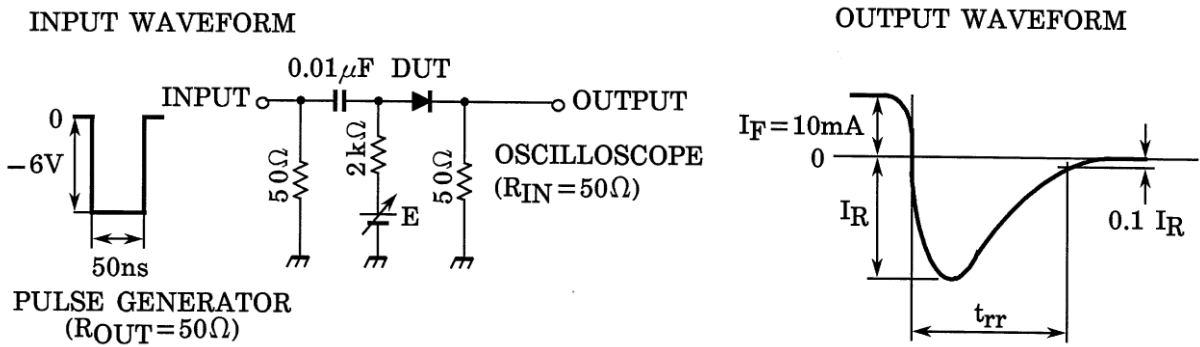 INPUT WAVEFORM
0
−6V
50ns
PULSE GENERATOR
(ROUT=50Ω)
0.01μF DUT
INPUT
OUTPUT
50Ω
2kΩ
50Ω
E
OSCILLOSCOPE
(RIN=50Ω)
OUTPUT WAVEFORM
IF=10mA
0
IR
0.1 IR
trr